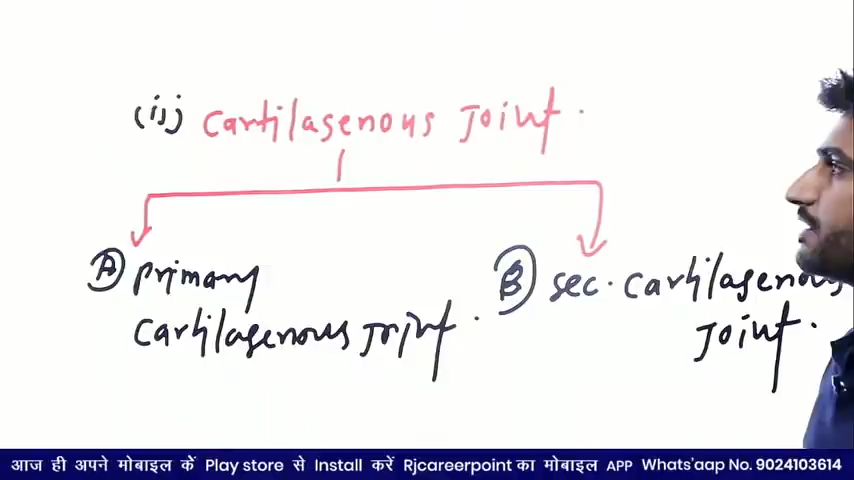 (ii) Cartilagenous Joint.
(A) primary
(B) sec. Cartilagenous
Cartilagenous Joint.
Joint.
आज ही अपने मोबाइल कें Play store से Install करें Rjcareerpoint का मोबाइल APP Whats'aap No. 9024103614